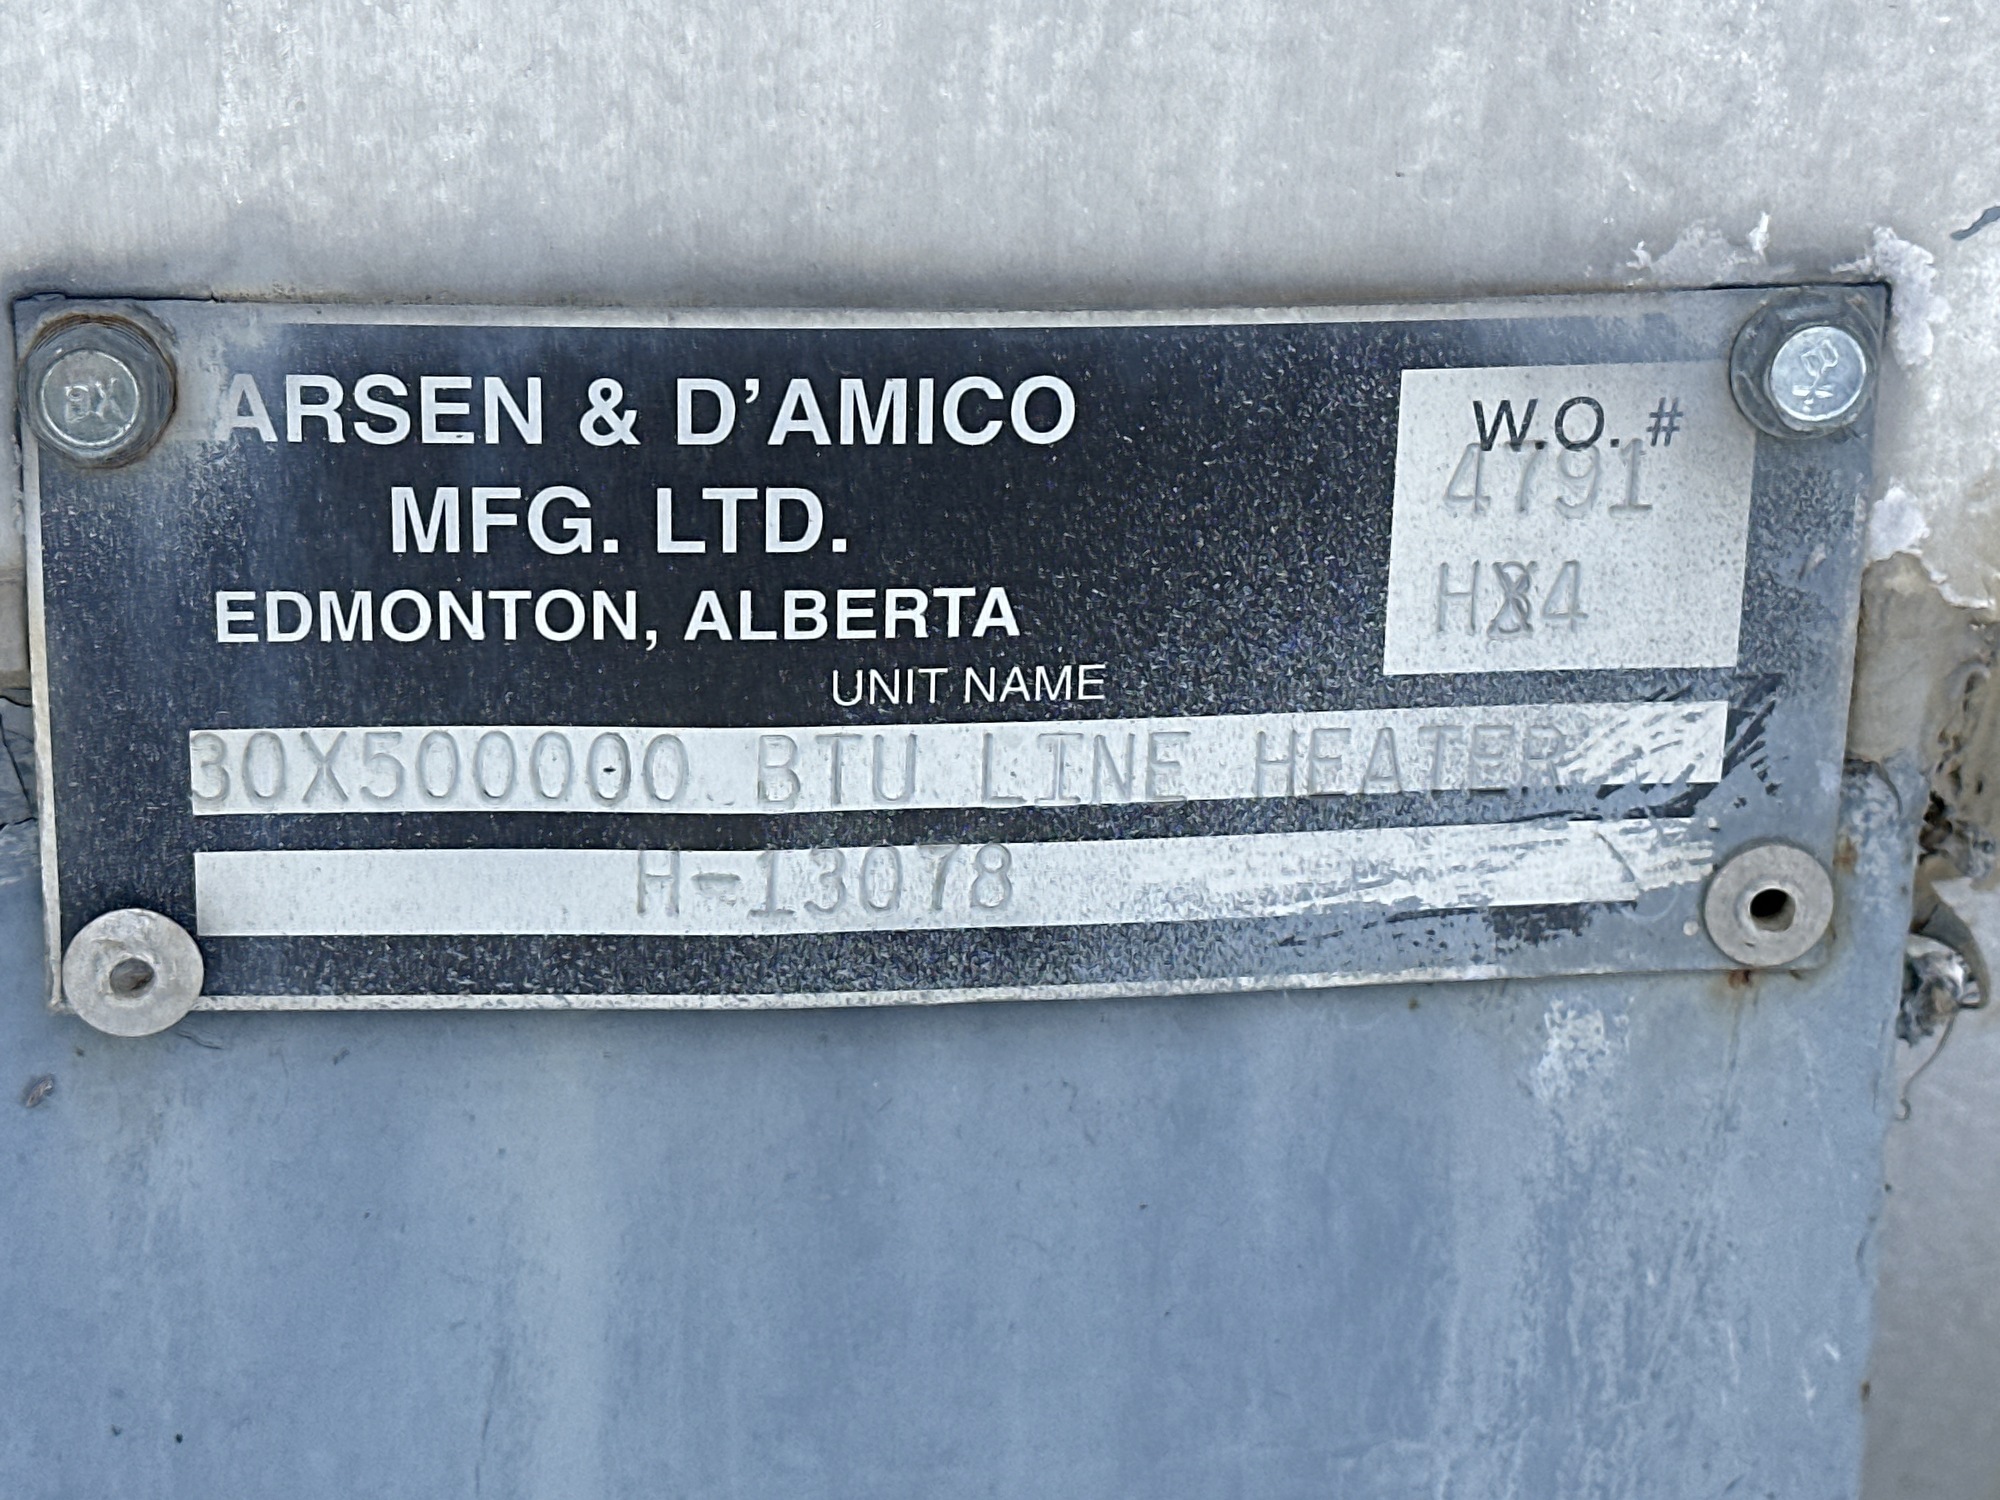 ARSEN & D'AMICO
MFG. LTD.
EDMONTON, ALBERTA
W.O. #
4791
UNIT NAME
30X500000 BTU LINE HEATER
H-13078